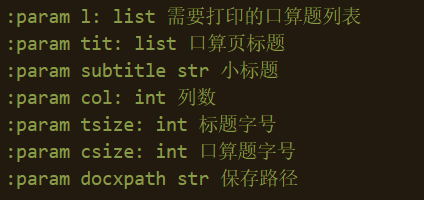 :param l: list 需要打印的口算题列表
:param tit: list 口算页标题
:param subtitle str 小标题
:param col: int 列数
:param tsize: int 标题字号
:param csize: int 口算题字号
:param docxpath str 保存路径